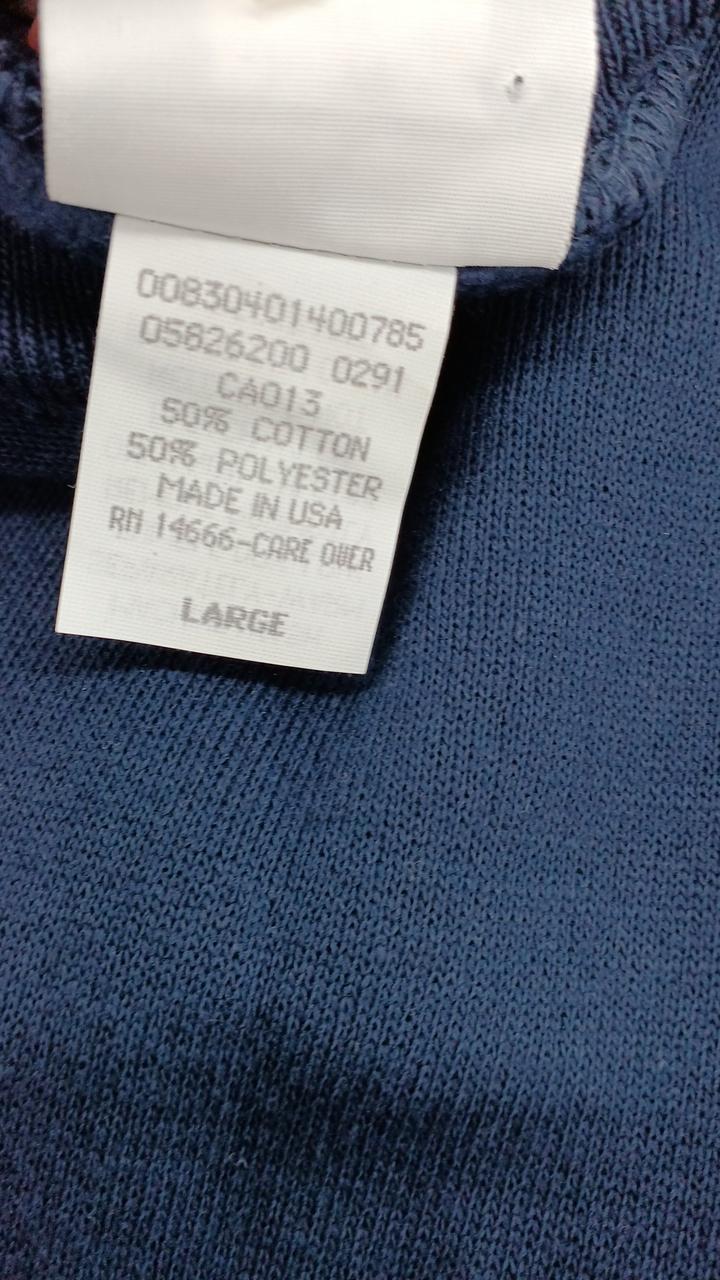 00830401400785
05826200 0291
CA013
50% COTTON
50% POLYESTER
MADE IN USA
RN 14666-CARE OVER
LARGE